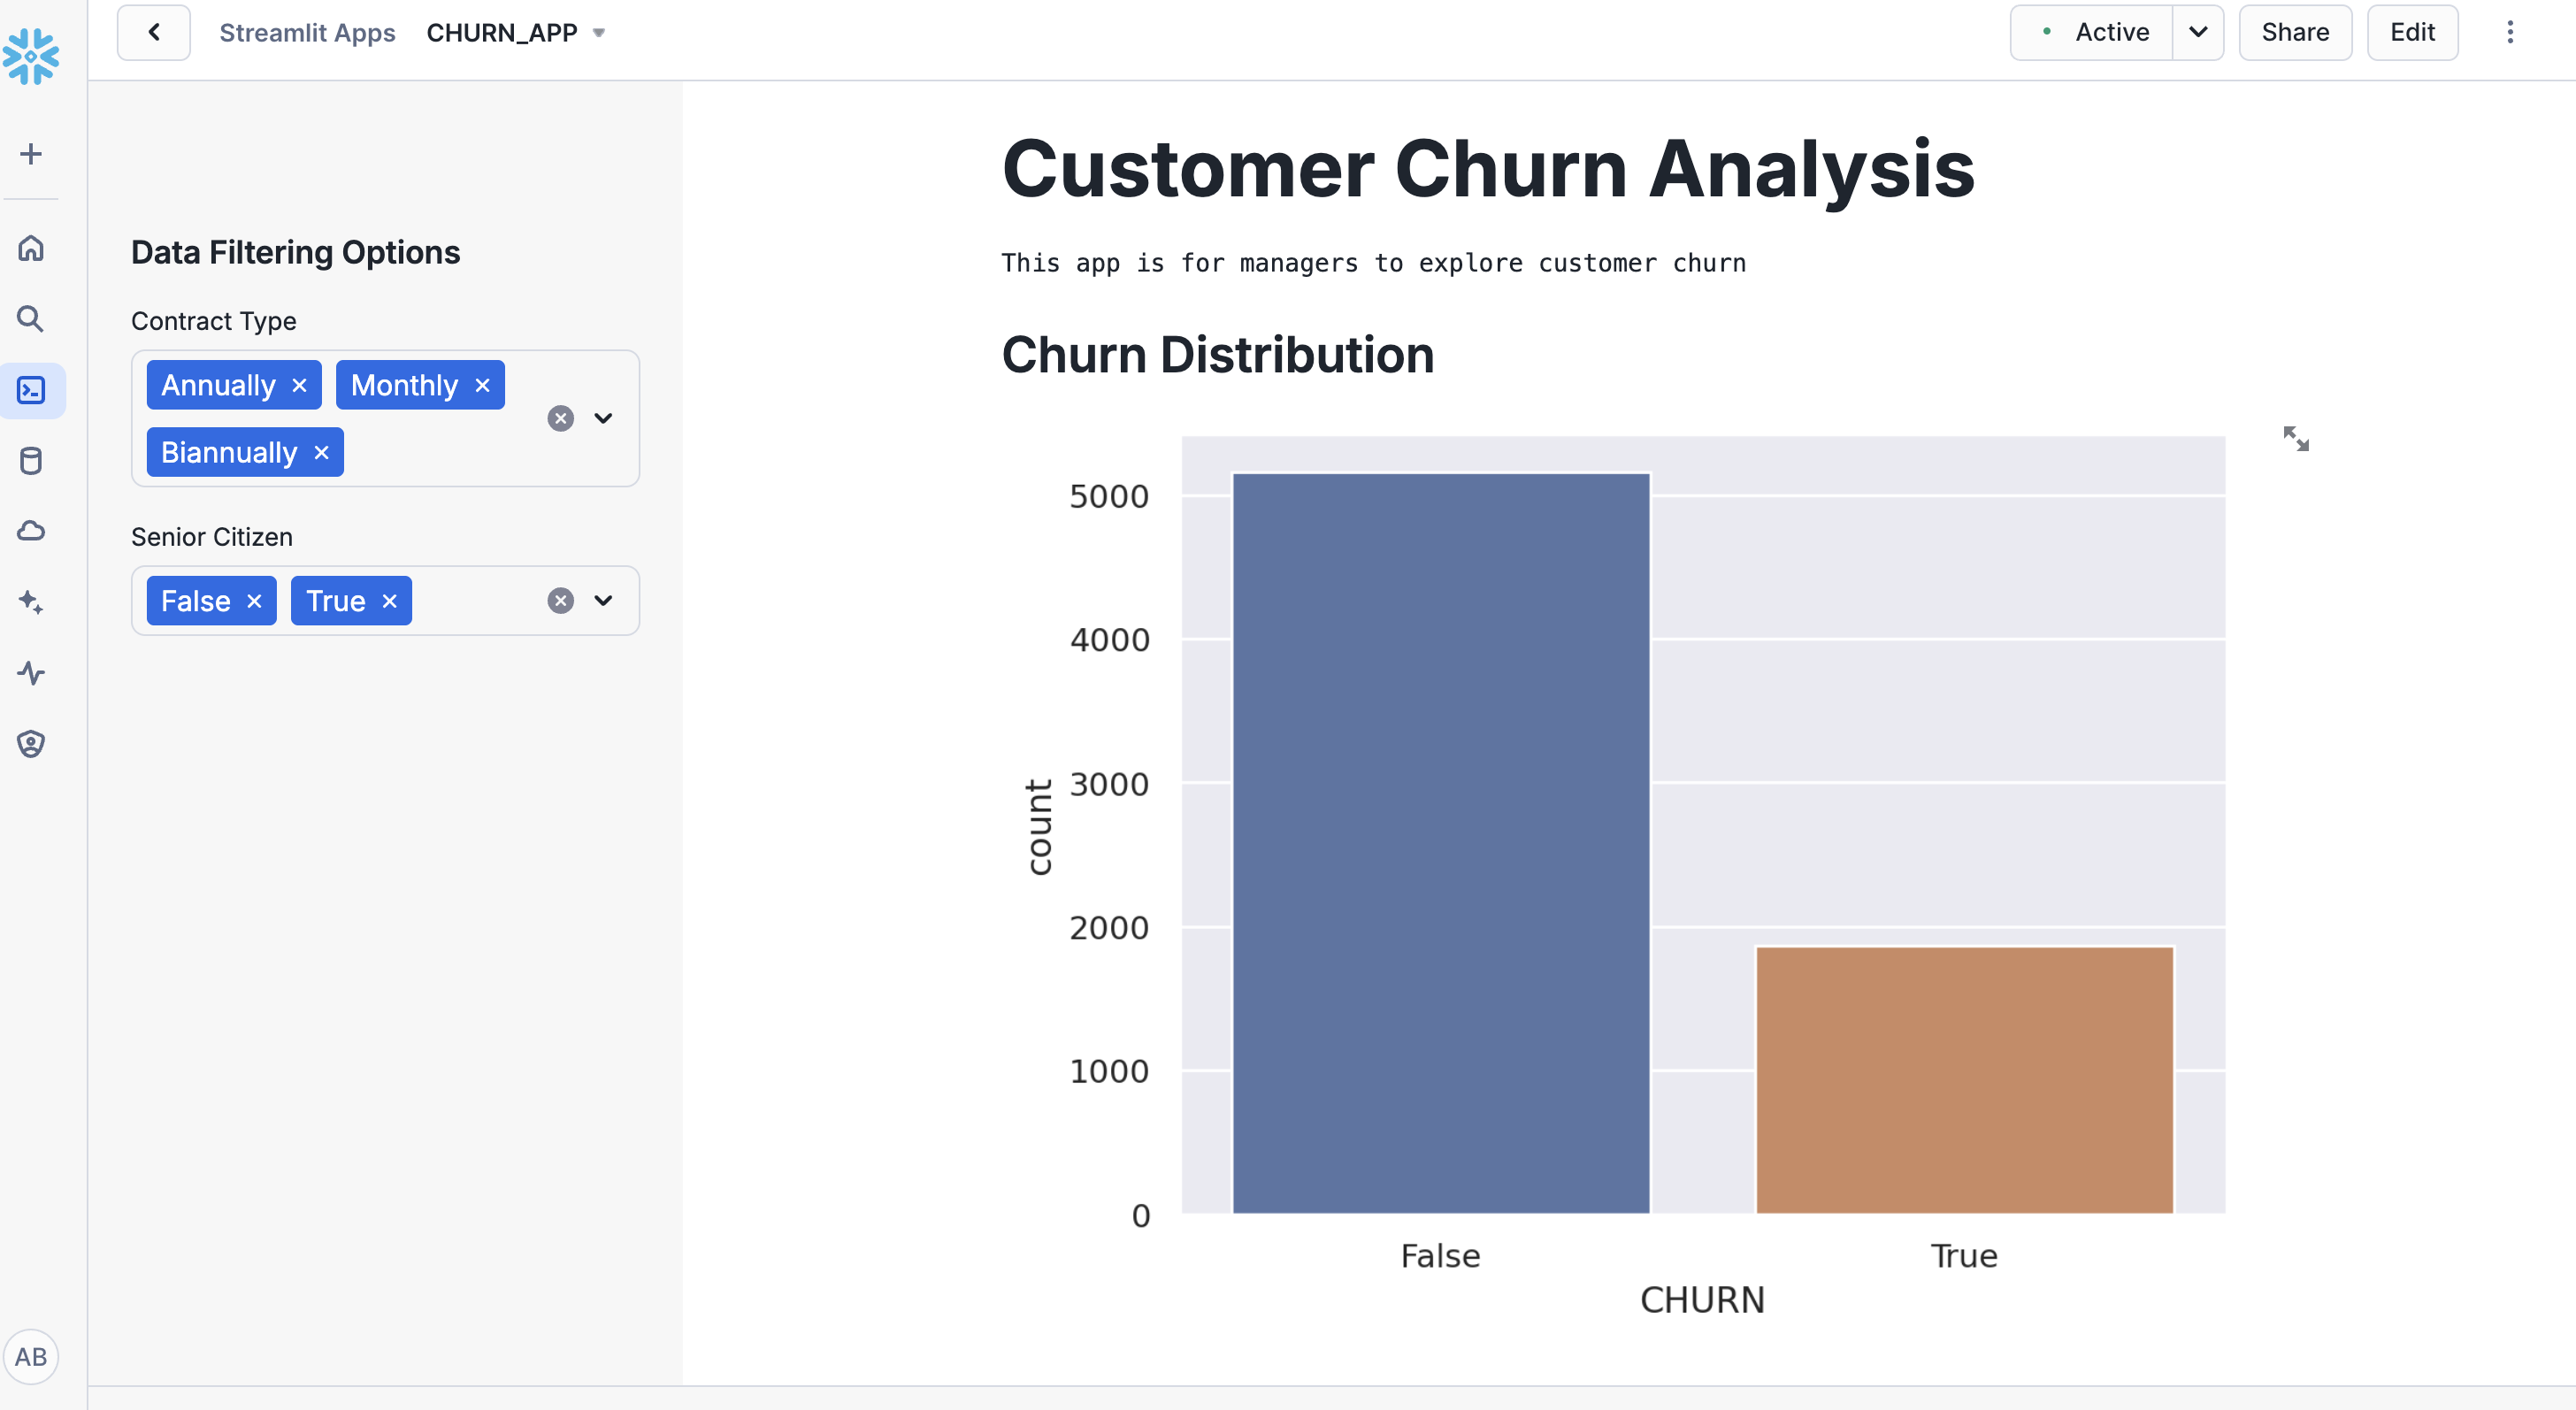 Streamlit Apps CHURN_APP
Active Share Edit
Data Filtering Options
Contract Type
Annually Monthly
Biannually
Senior Citizen
False True
AB
Customer Churn Analysis
This app is for managers to explore customer churn
Churn Distribution
5000
4000
3000
2000
1000
0
count
False True
CHURN